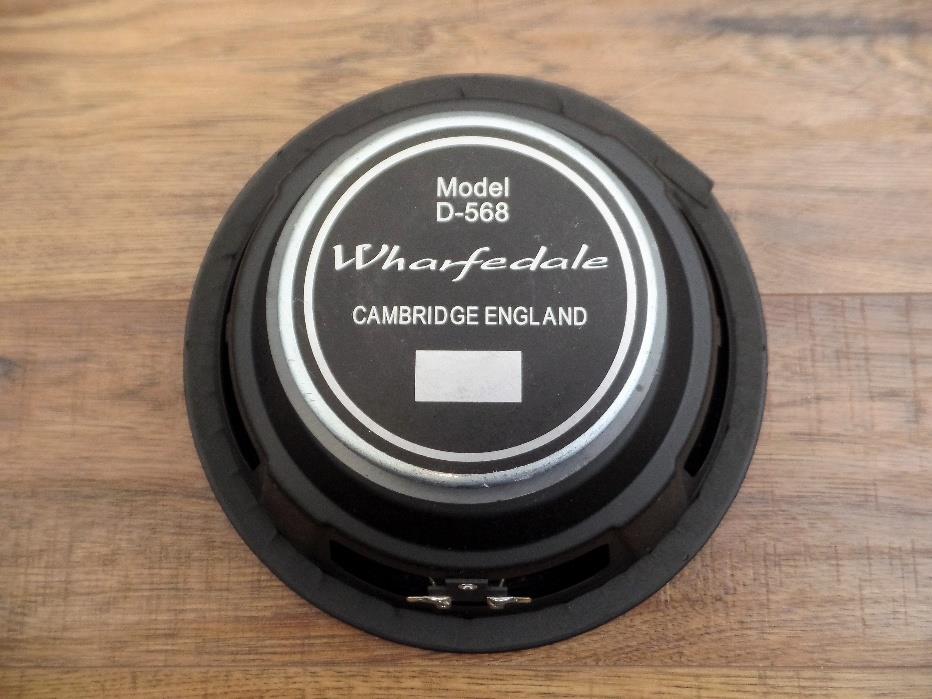 Model
D-568
Wharfedale
CAMBRIDGE ENGLAND